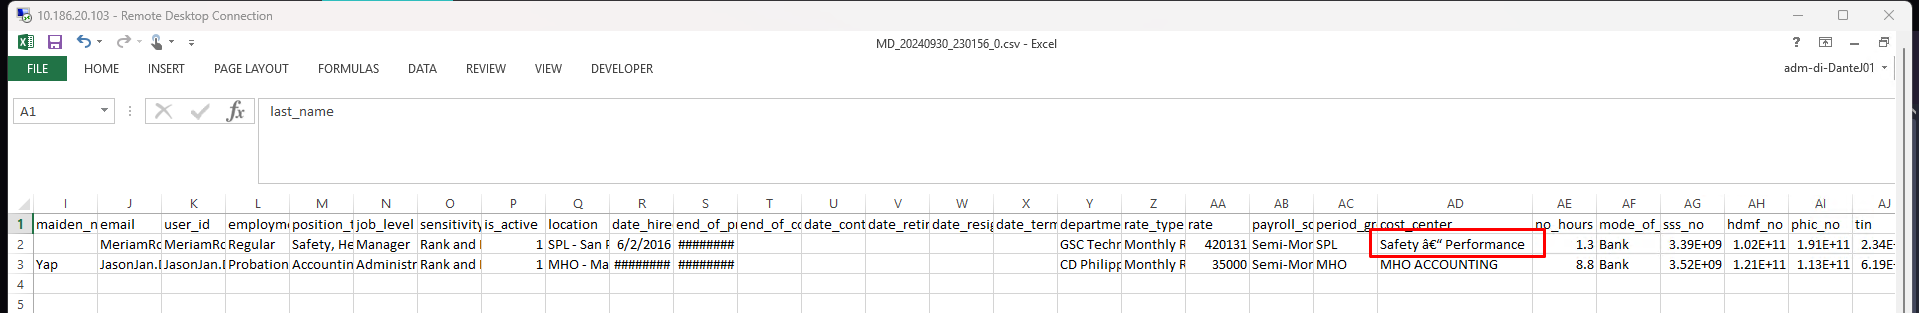 10.186.20.103 - Remote Desktop Connection
MD_20240930_230156_0.csv - Excel
FILE HOME INSERT PAGE LAYOUT FORMULAS DATA REVIEW VIEW DEVELOPER adm-di-DanteJ01
A1 fx last_name
I J K L M N O P Q R S T U V W X Y Z AA AB AC AD AE AF AG AH AI AJ
1 maiden_n email user_id employme position_t job_level sensitivity is_active location date_hire end_of_p end_of_co date_cont date_retir date_resig date_term departme rate_type rate payroll_sc period_gr cost_center no_hours mode_of_ sss_no hdmf_no phic_no tin
2 MeriamRo MeriamRo Regular Safety, He Manager Rank and 1 SPL - San 6/2/2016 ######## GSC Techr Monthly R 420131 Semi-Mor SPL Safety â€“ Performance 1.3 Bank 3.39E+09 1.02E+11 1.91E+11 2.34E-
3 Yap JasonJan. JasonJan. Probation Accountin Administr Rank and 1 MHO - Ma ######## ######## CD Philipp Monthly R 35000 Semi-Mor MHO MHO ACCOUNTING 8.8 Bank 3.52E+09 1.21E+11 1.13E+11 6.19E-
4
5